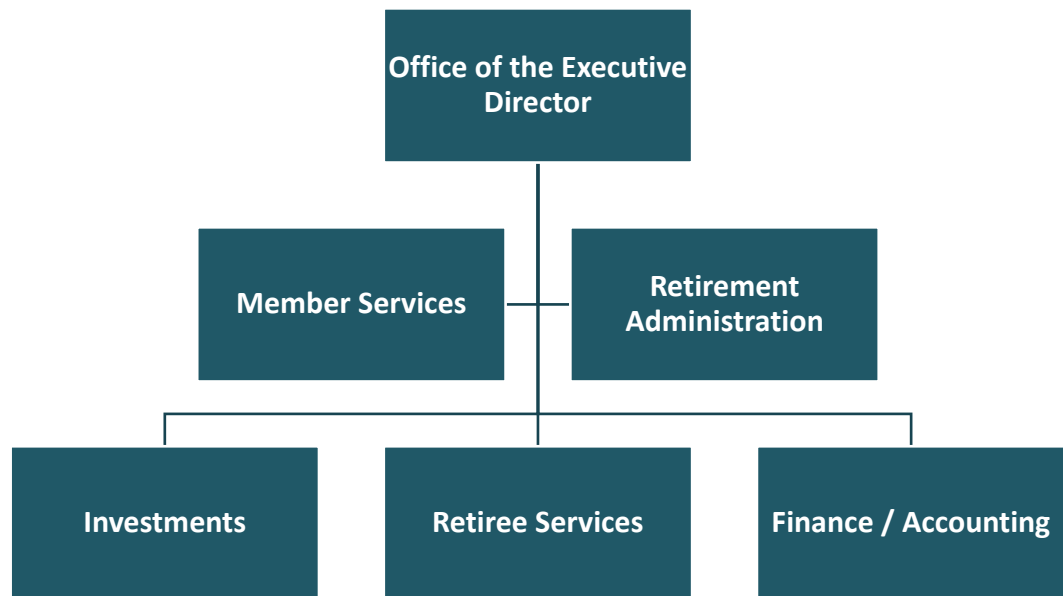 Office of the Executive
Director
Member Services
Retirement
Administration
Investments
Retiree Services
Finance / Accounting